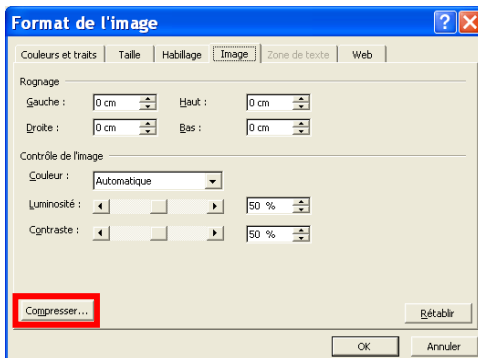 Format de l'image
Couleurs et traits Taille Habillage Image Zone de texte Web
Rognage
Gauche : 0 cm Haut : 0 cm
Droite : 0 cm Bas : 0 cm
Contrôle de l'image
Couleur : Automatique
Luminosité : 50 %
Contraste : 50 %
Compresser... Rétablir
OK Annuler